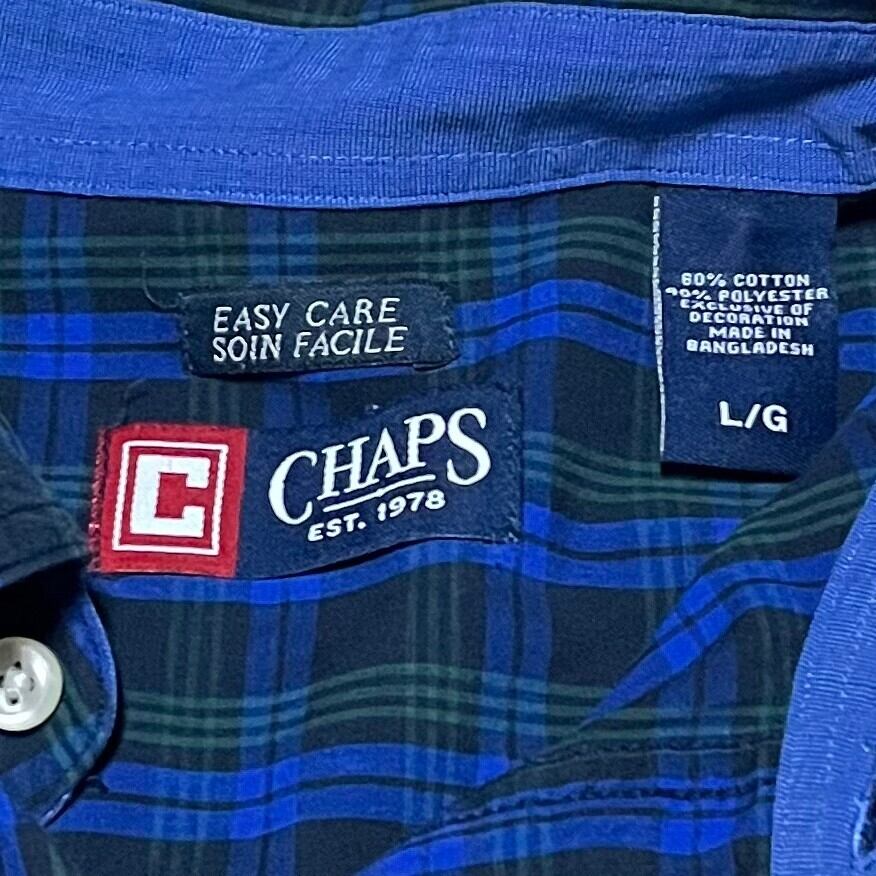 EASY CARE
SOIN FACILE
C CHAPS
EST. 1978
60% COTTON
40% POLYESTER
EXCLUSIVE OF
DECORATION
MADE IN
BANGLADESH
L/G